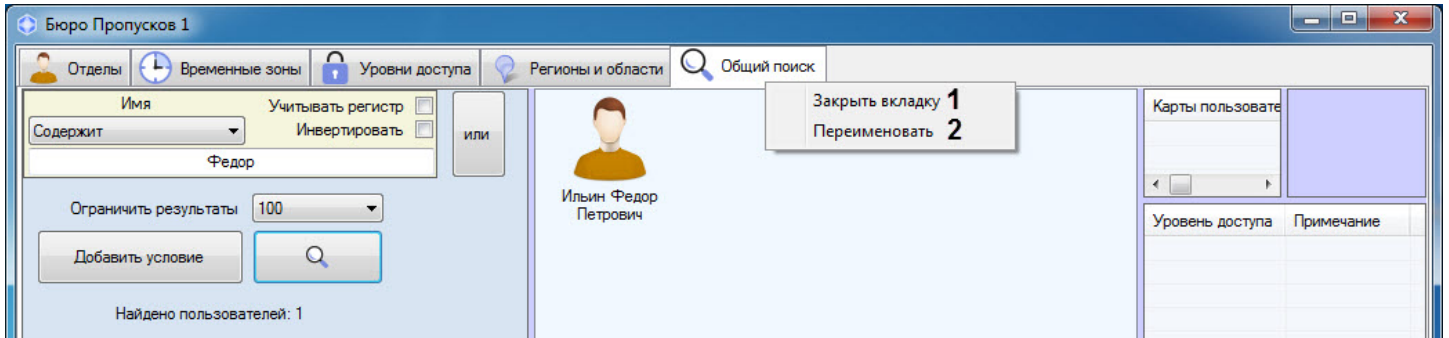 Бюро Пропусков 1
Отделы
Временные зоны
Уровни доступа
Регионы и области
Общий поиск
Имя
Учитывать регистр
Содержит
Инвертировать
Федор
или
Ограничить результаты
100
Добавить условие
Найдено пользователей: 1
Ильин Федор
Петрович
Закрыть вкладку 1
Переименовать 2
Карты пользовате
Уровень доступа
Примечание